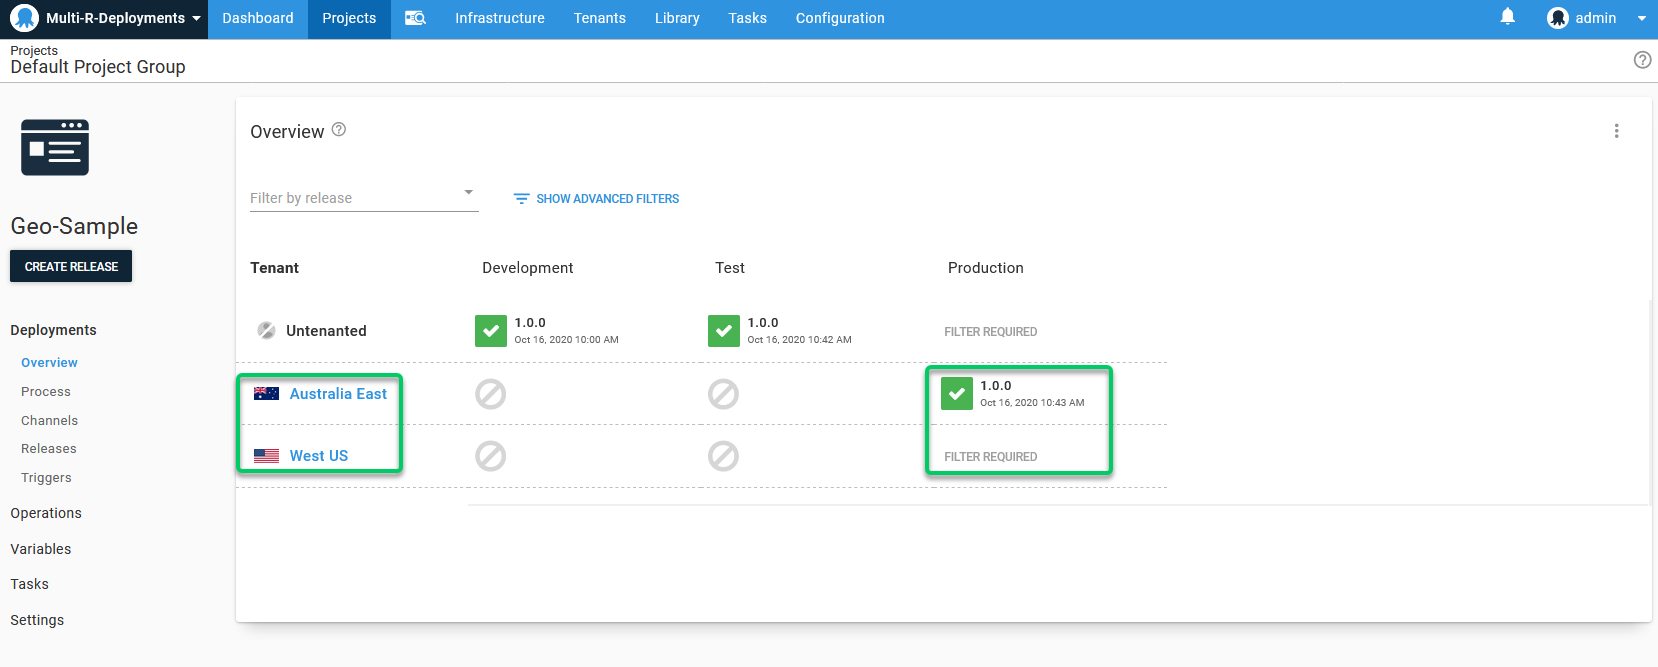 Multi-R-Deployments Dashboard Projects Infrastructure Tenants Library Tasks Configuration admin
Projects
Default Project Group
Geo-Sample
CREATE RELEASE
Deployments
Overview
Process
Channels
Releases
Triggers
Operations
Variables
Tasks
Settings
Overview
Filter by release SHOW ADVANCED FILTERS
Tenant Development Test Production
Untenanted 1.0.0 1.0.0 FILTER REQUIRED
Oct 16, 2020 10:00 AM Oct 16, 2020 10:42 AM
Australia East 1.0.0
Oct 16, 2020 10:43 AM
West US FILTER REQUIRED